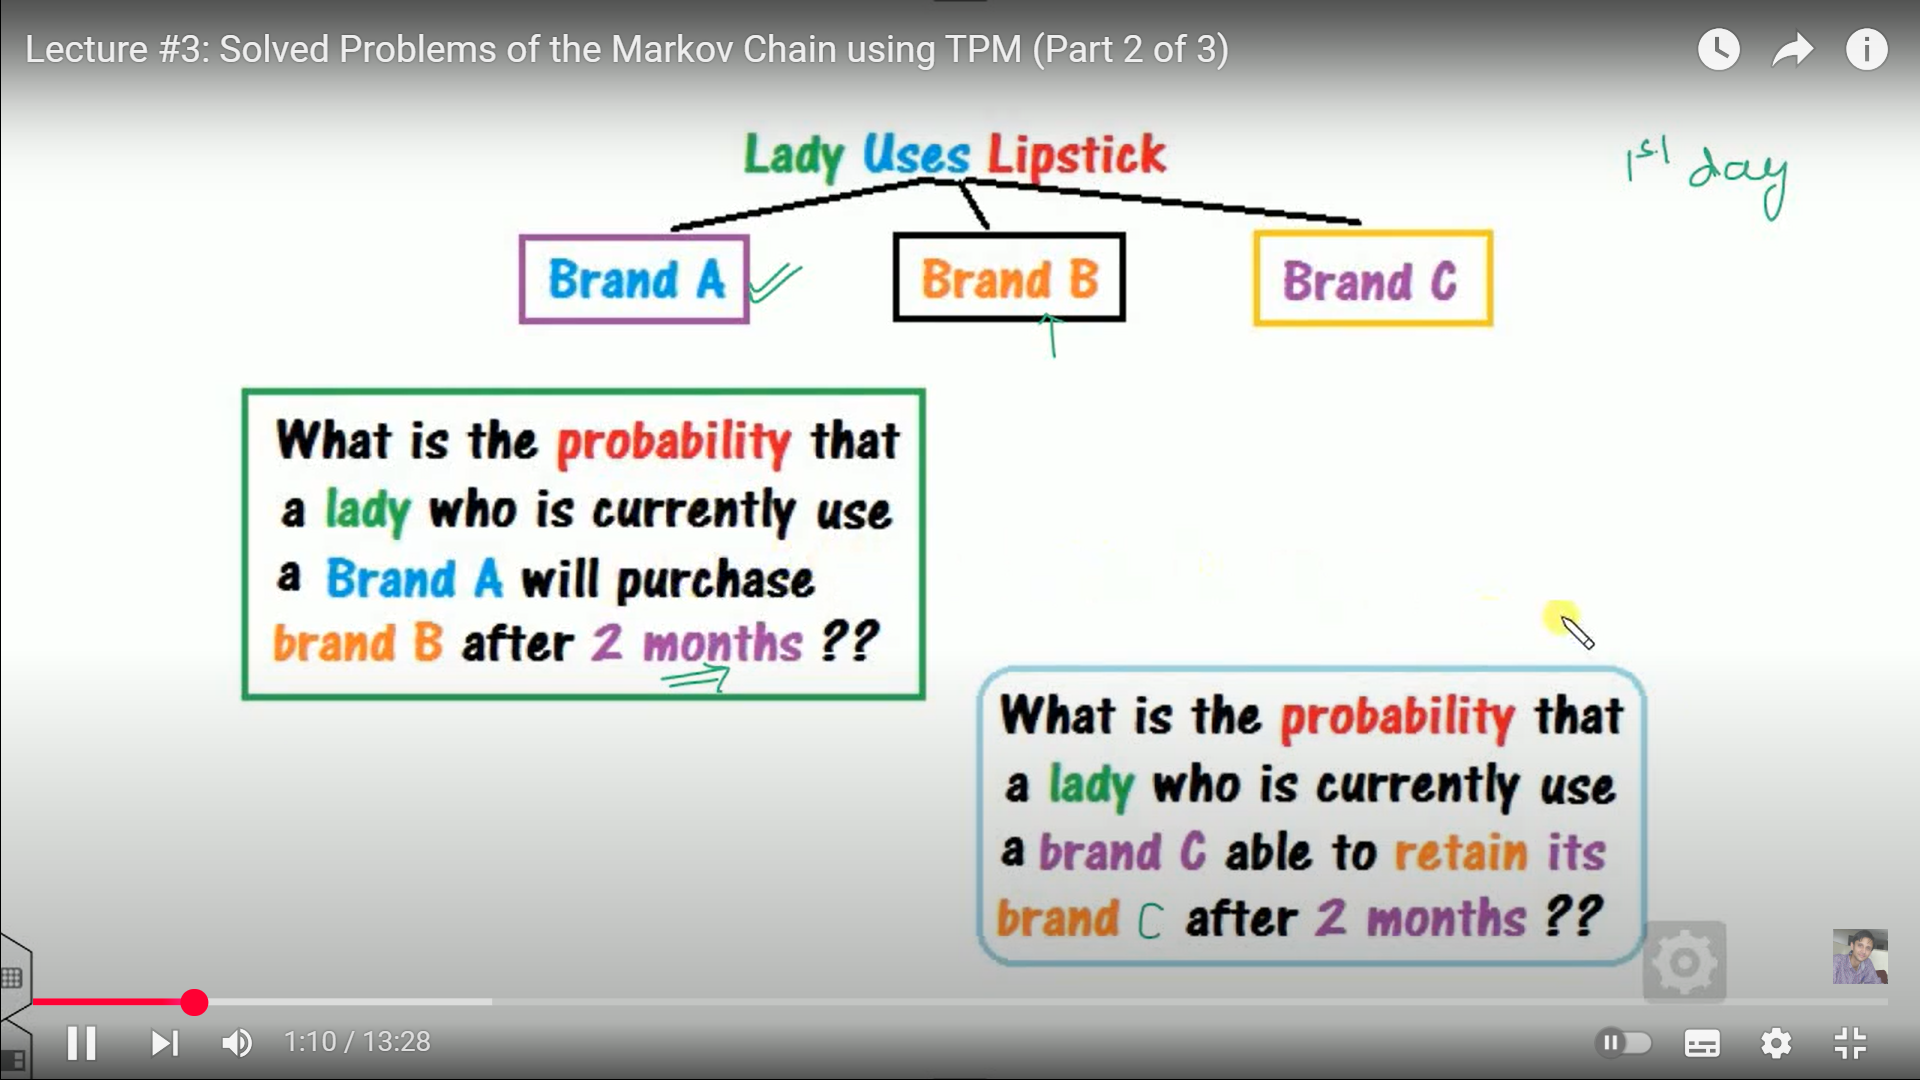 Lecture #3: Solved Problems of the Markov Chain using TPM (Part 2 of 3)
Lady Uses Lipstick
1st day
Brand A
Brand B
Brand C
What is the probability that
a lady who is currently use
a Brand A will purchase
brand B after 2 months ??
What is the probability that
a lady who is currently use
a brand C able to retain its
brand C after 2 months ??
1:10 / 13:28